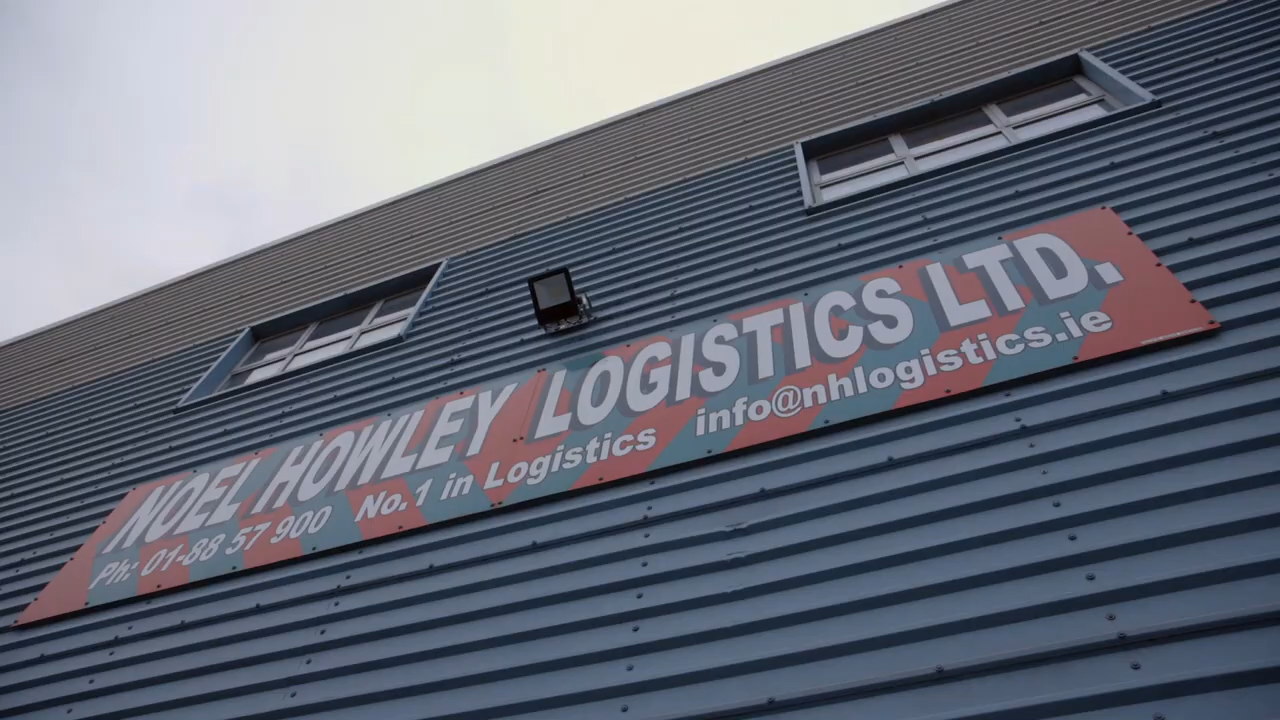 NOEL HOWLEY LOGISTICS LTD.
Ph: 01-88 57 900 No.1 in Logistics info@nhlogistics.ie